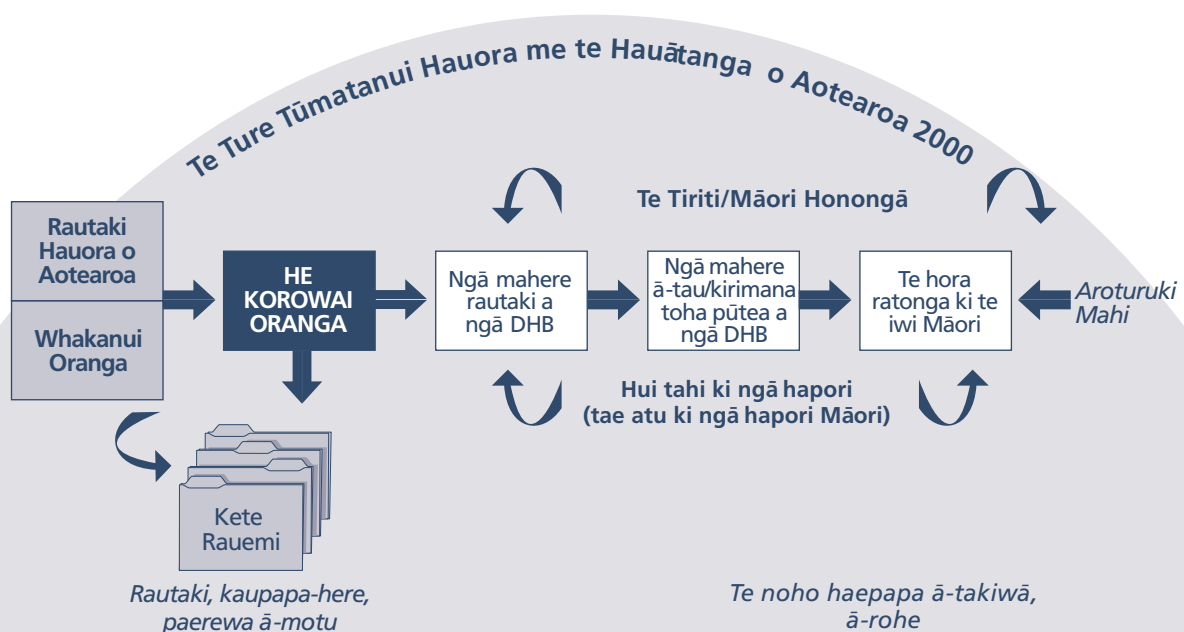 Te Ture Tūmatanui Hauora me te Hauātanga o Aotearoa 2000
Te Tiriti/Māori Honongā
Rautaki
Hauora o
Aotearoa
Whakanui
Oranga
HE
KOROWAI
ORANGA
Ngā mahere
rautaki a
ngā DHB
Ngā mahere
ā-tau/kirimana
toha pūtea a
ngā DHB
Te hora
ratonga ki te
iwi Māori
Aroturuki
Mahi
Hui tahi ki ngā hapori
(tae atu ki ngā hapori Māori)
Kete
Rauemi
Rautaki, kaupapa-here,
paerewa ā-motu
Te noho haepapa ā-takiwā,
ā-rohe